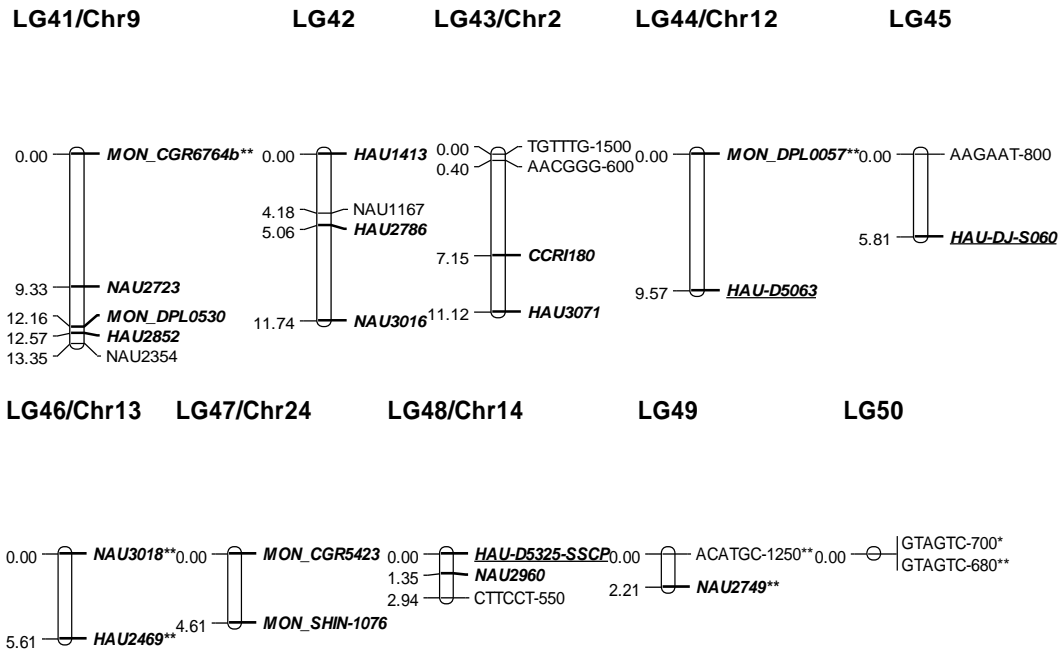 LG41/Chr9 LG42 LG43/Chr2 LG44/Chr12 LG45
0.00 MON_CGR6764b**
9.33 NAU2723
12.16 MON_DPL0530
12.57 HAU2852
13.35 NAU2354
0.00 HAU1413
4.18 NAU1167
5.06 HAU2786
11.74 NAU3016
0.00 TGTTTG-1500
0.40 AACGGG-600
7.15 CCRI180
11.12 HAU3071
0.00 MON_DPL0057**
9.57 HAU-D5063
0.00 AAGAAT-800
5.81 HAU-DJ-S060
LG46/Chr13 LG47/Chr24 LG48/Chr14 LG49 LG50
0.00 NAU3018**
5.61 HAU2469**
0.00 MON_CGR5423
4.61 MON_SHIN-1076
0.00 HAU-D5325-SSCP
1.35 NAU2960
2.94 CTTCCT-550
0.00 ACATGC-1250**
2.21 NAU2749**
0.00 GTAGTC-700*
GTAGTC-680**